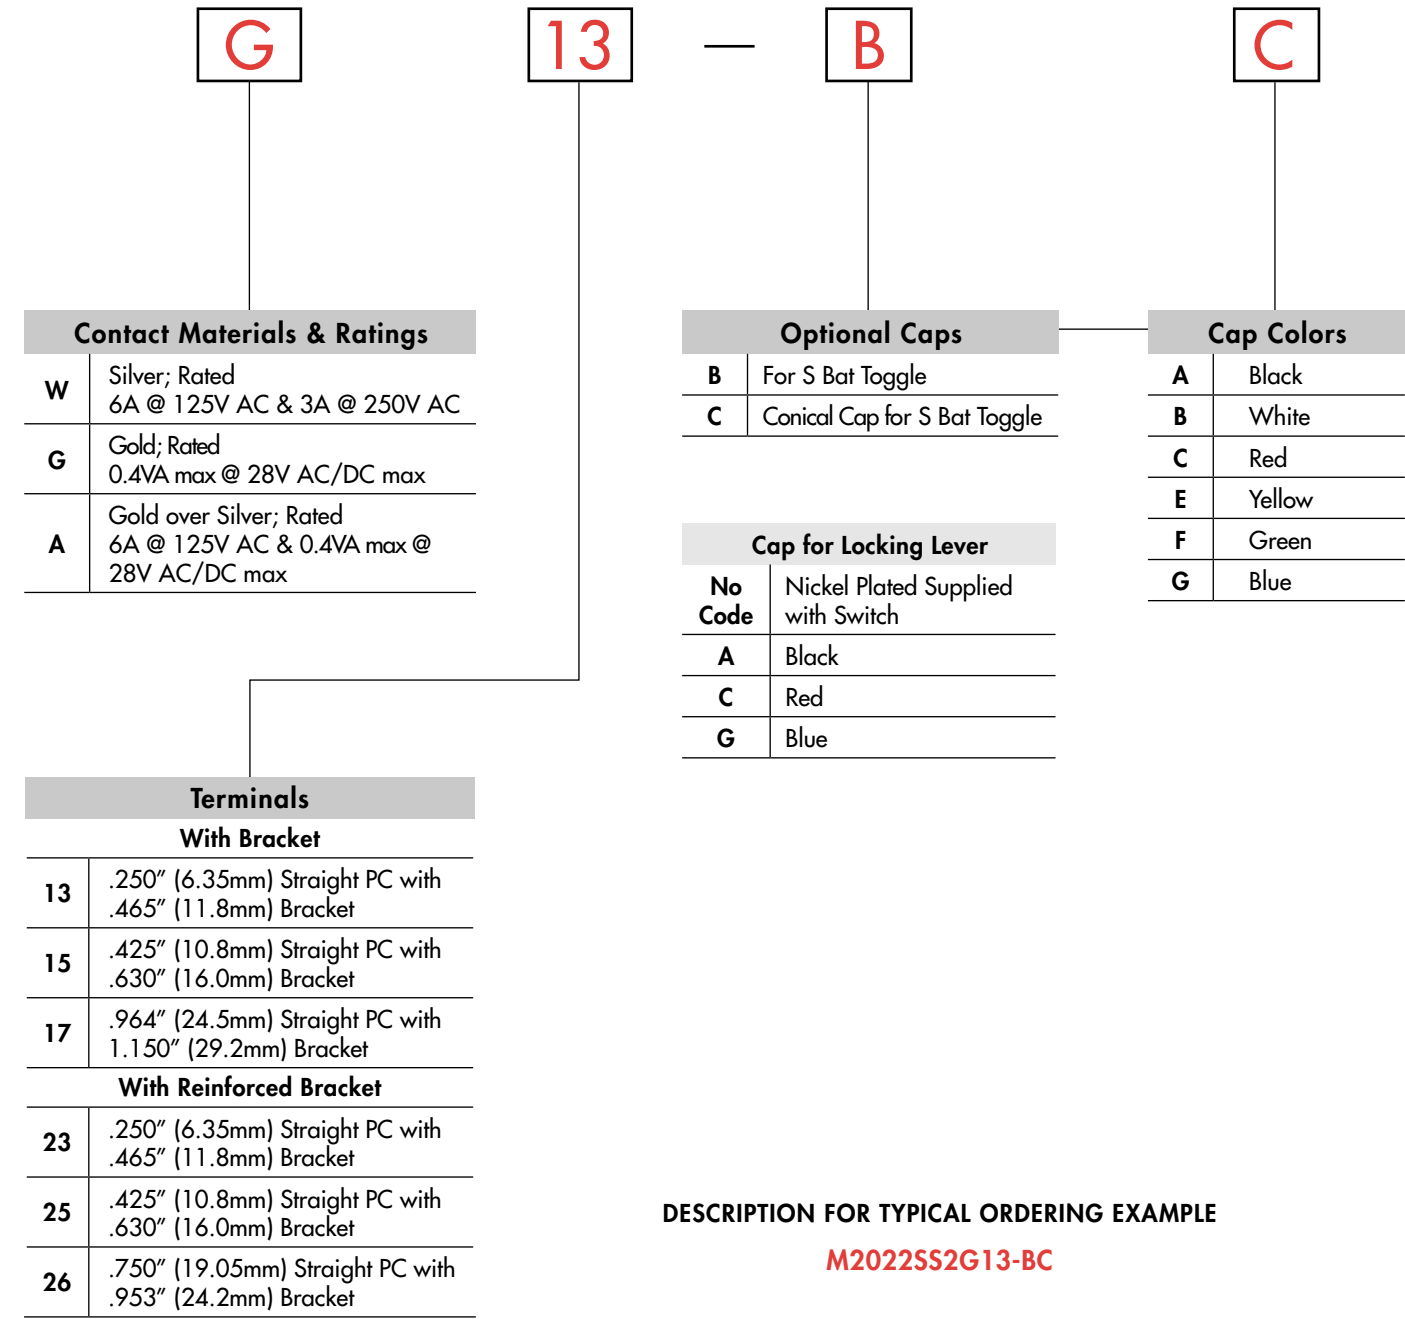 G 13 — B C
Contact Materials & Ratings
W Silver; Rated
6A @ 125V AC & 3A @ 250V AC
G Gold; Rated
0.4VA max @ 28V AC/DC max
A Gold over Silver; Rated
6A @ 125V AC & 0.4VA max @
28V AC/DC max
Optional Caps
B For S Bat Toggle
C Conical Cap for S Bat Toggle
Cap Colors
A Black
B White
C Red
E Yellow
F Green
G Blue
Cap for Locking Lever
No Code Nickel Plated Supplied
with Switch
A Black
C Red
G Blue
Terminals
With Bracket
13 .250″ (6.35mm) Straight PC with
.465″ (11.8mm) Bracket
15 .425″ (10.8mm) Straight PC with
.630″ (16.0mm) Bracket
17 .964″ (24.5mm) Straight PC with
1.150″ (29.2mm) Bracket
With Reinforced Bracket
23 .250″ (6.35mm) Straight PC with
.465″ (11.8mm) Bracket
25 .425″ (10.8mm) Straight PC with
.630″ (16.0mm) Bracket
26 .750″ (19.05mm) Straight PC with
.953″ (24.2mm) Bracket
DESCRIPTION FOR TYPICAL ORDERING EXAMPLE
M2022SS2G13-BC